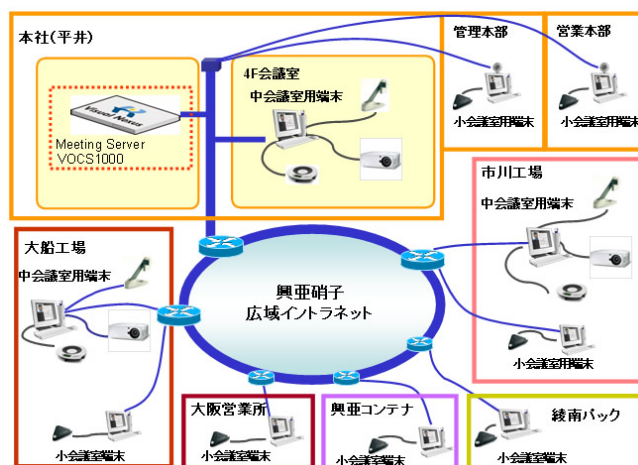 本社(平井)
Visual Nexus
Meeting Server
VOCS1000
4F会議室
中会議室用端末
管理本部
小会議室用端末
営業本部
小会議室用端末
市川工場
中会議室用端末
小会議室端末
大船工場
中会議室用端末
小会議室端末
興亜硝子
広域イントラネット
大阪営業所
小会議室端末
興亜コンテナ
小会議室端末
綾南パック
小会議室端末